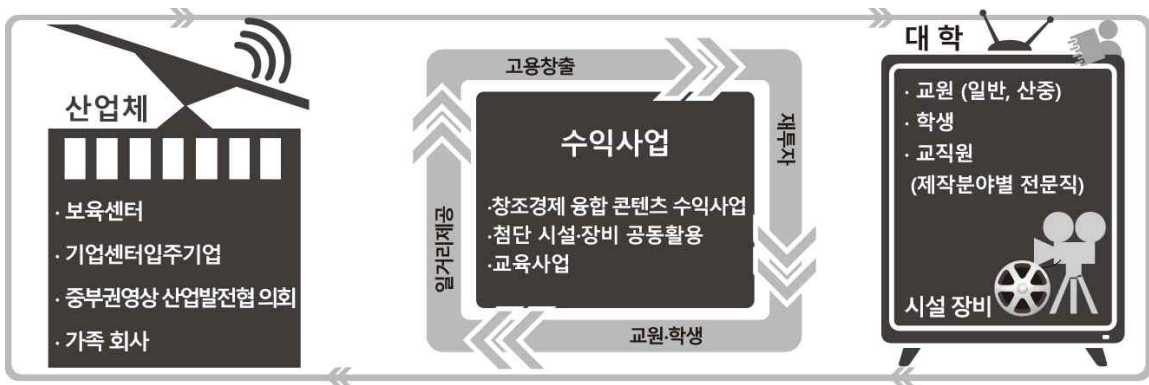 산업체
· 보육센터
· 기업센터입주기업
· 중부권영상 산업발전협 의회
· 가족 회사
고용창출
재투자
교원·학생
일거리제공
수익사업
·창조경제 융합 콘텐츠 수익사업
·첨단 시설·장비 공동활용
·교육사업
대 학
· 교원 (일반, 산중)
· 학생
· 교직원
(제작분야별 전문직)
시설 장비